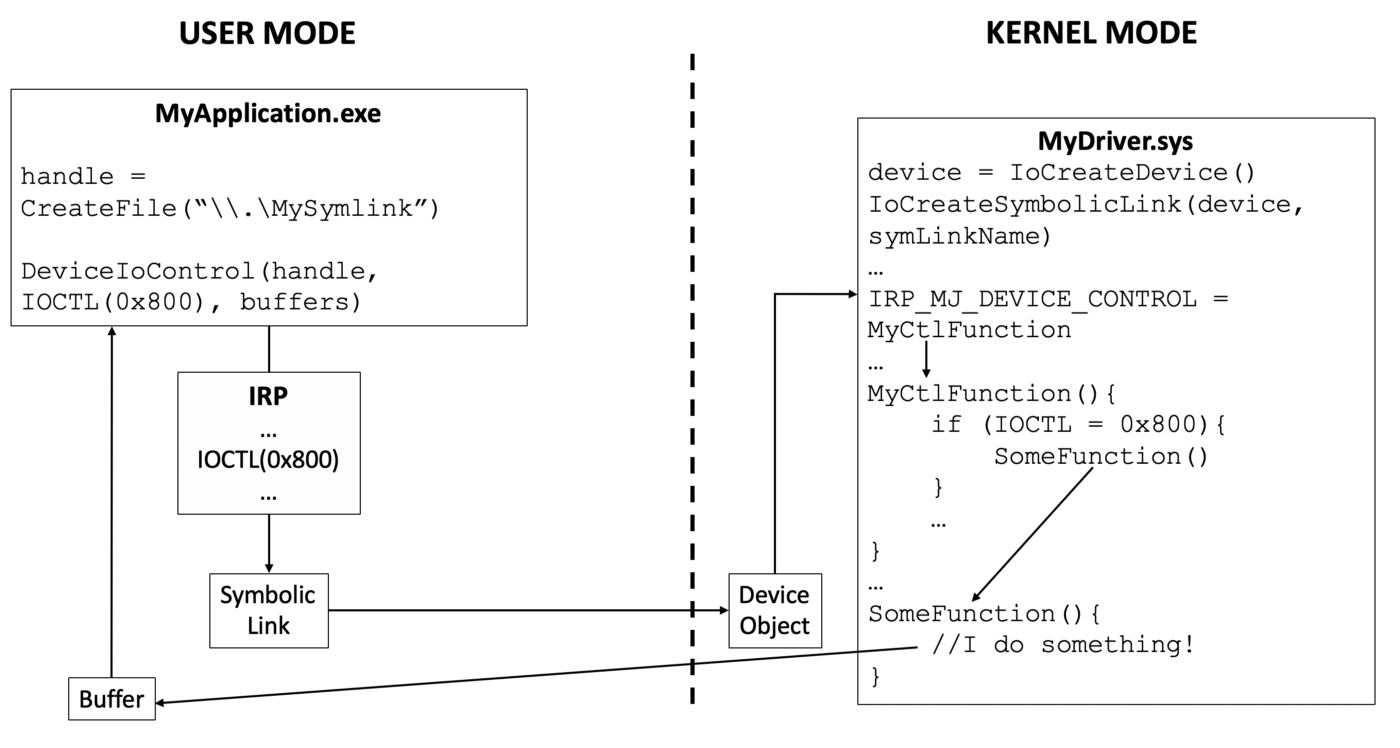 USER MODE
KERNEL MODE
MyApplication.exe
handle =
CreateFile(“\\.\MySymlink”)
DeviceIoControl(handle,
IOCTL(0x800), buffers)
IRP
…
IOCTL(0x800)
…
Symbolic
Link
Buffer
Device
Object
MyDriver.sys
device = IoCreateDevice()
IoCreateSymbolicLink(device,
symLinkName)
…
IRP_MJ_DEVICE_CONTROL =
MyCtlFunction
…
MyCtlFunction(){
if (IOCTL = 0x800){
SomeFunction()
}
…
}
…
SomeFunction(){
//I do something!
}